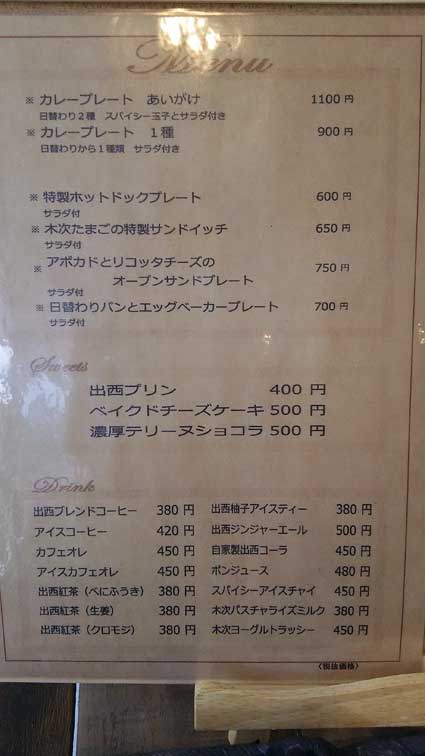 Menu
※ カレープレート あいがけ 1100 円
日替わり2種 スパイシー玉子とサラダ付き
※ カレープレート 1種 900 円
日替わりから1種類 サラダ付き
※ 特製ホットドックプレート 600 円
サラダ付
※ 木次たまごの特製サンドイッチ 650 円
サラダ付
※ アボカドとリコッタチーズの
オープンサンドプレート 750 円
サラダ付
※ 日替わりパンとエッグベーカープレート 700 円
サラダ付
Sweets
出西プリン 400 円
ベイクドチーズケーキ 500 円
濃厚テリーヌショコラ 500 円
Drink
出西ブレンドコーヒー 380 円 出西柚子アイスティー 380 円
アイスコーヒー 420 円 出西ジンジャーエール 500 円
カフェオレ 450 円 自家製出西コーラ 450 円
アイスカフェオレ 450 円 ポンジュース 480 円
出西紅茶（べにふうき） 380 円 スパイシーアイスチャイ 450 円
出西紅茶（生姜） 380 円 木次パスチャライズミルク 380 円
出西紅茶（クロモジ） 380 円 木次ヨーグルトラッシー 450 円
〈税抜価格〉